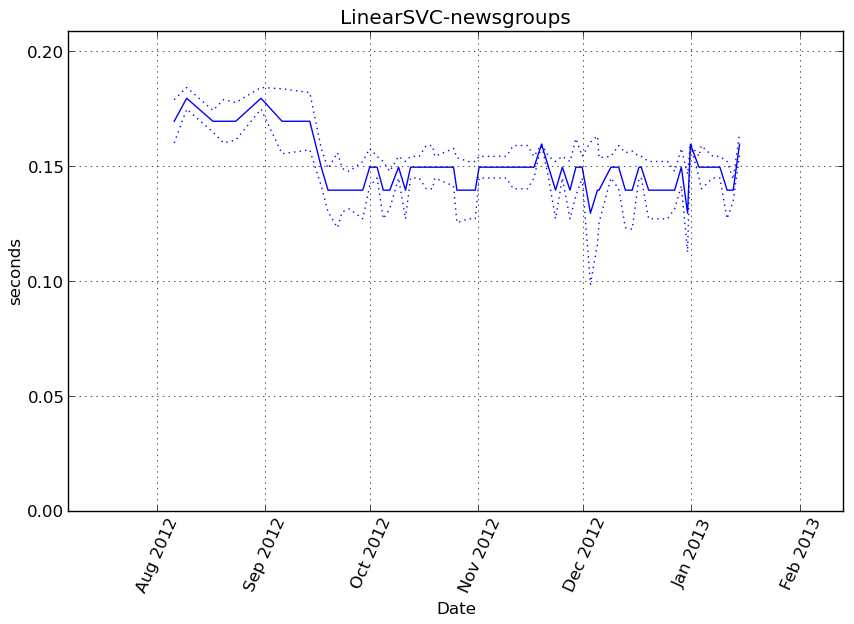 LinearSVC-newsgroups
0.20
0.15
0.10
0.05
0.00
seconds
Aug 2012
Sep 2012
Oct 2012
Nov 2012
Dec 2012
Jan 2013
Feb 2013
Date